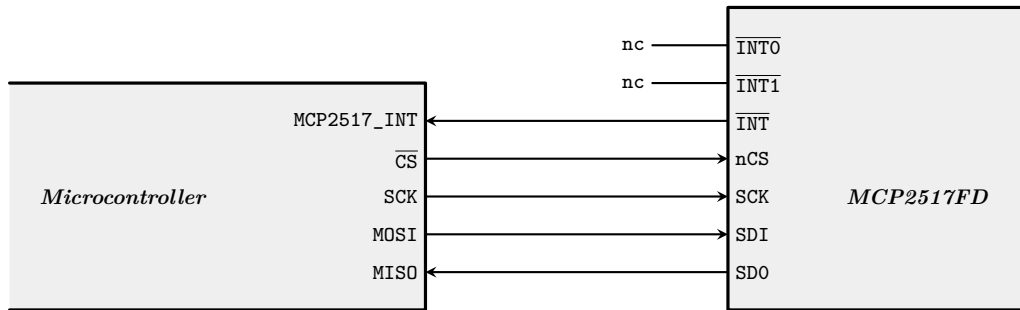 nc INT0
nc INT1
MCP2517_INT INT
CS nCS
Microcontroller SCK SCK MCP2517FD
MOSI SDI
MISO SDO